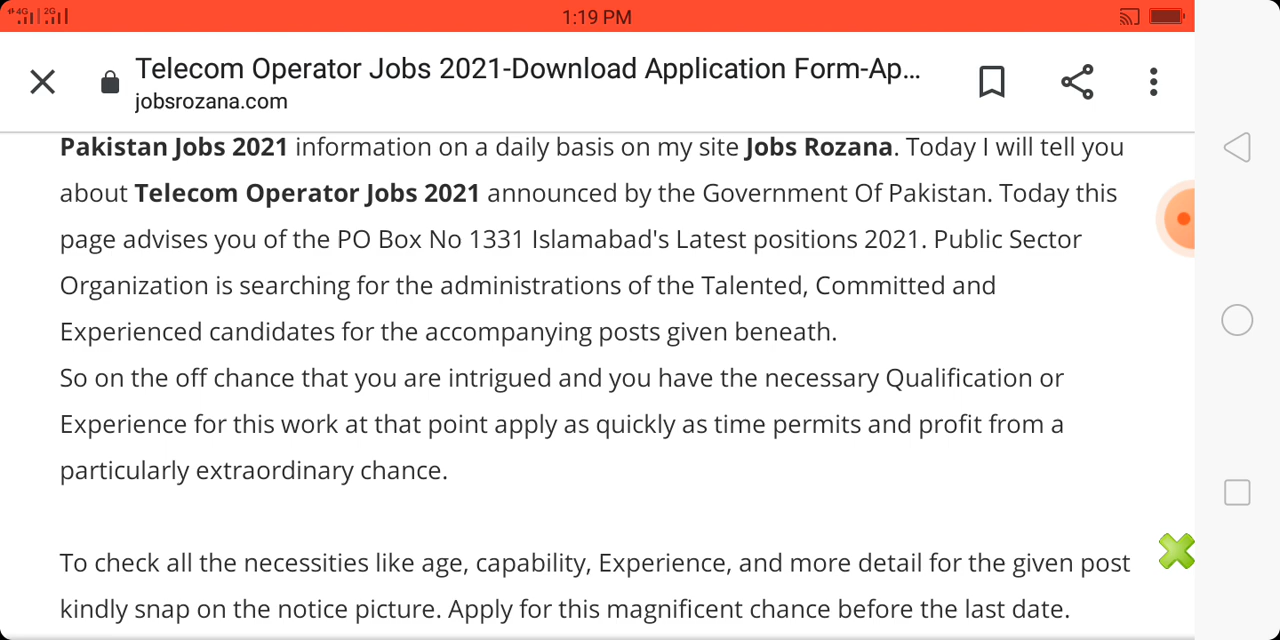 4G 2G 1:19 PM
Telecom Operator Jobs 2021-Download Application Form-Ap...
jobsrozana.com
Pakistan Jobs 2021 information on a daily basis on my site Jobs Rozana. Today I will tell you
about Telecom Operator Jobs 2021 announced by the Government Of Pakistan. Today this
page advises you of the PO Box No 1331 Islamabad's Latest positions 2021. Public Sector
Organization is searching for the administrations of the Talented, Committed and
Experienced candidates for the accompanying posts given beneath.
So on the off chance that you are intrigued and you have the necessary Qualification or
Experience for this work at that point apply as quickly as time permits and profit from a
particularly extraordinary chance.
To check all the necessities like age, capability, Experience, and more detail for the given post
kindly snap on the notice picture. Apply for this magnificent chance before the last date.